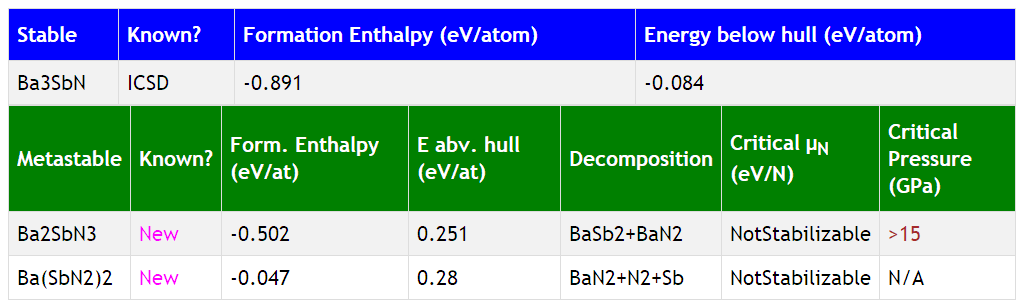 Stable Known? Formation Enthalpy (eV/atom) Energy below hull (eV/atom)
Ba3SbN ICSD -0.891 -0.084
Metastable Known? Form. Enthalpy (eV/at) E abv. hull (eV/at) Decomposition Critical μN (eV/N) Critical Pressure (GPa)
Ba2SbN3 New -0.502 0.251 BaSb2+BaN2 NotStabilizable >15
Ba(SbN2)2 New -0.047 0.28 BaN2+N2+Sb NotStabilizable N/A